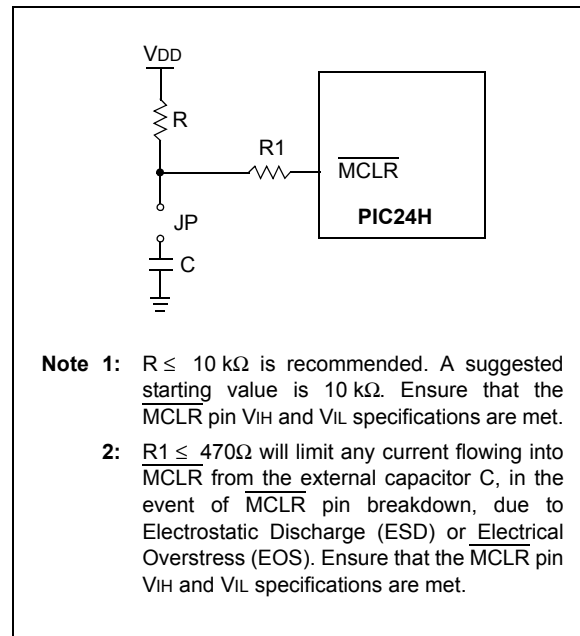 VDD
R
R1
MCLR
JP
PIC24H
C
Note 1: R ≤ 10 kΩ is recommended. A suggested
starting value is 10 kΩ. Ensure that the
MCLR pin VIH and VIL specifications are met.
2: R1 ≤ 470Ω will limit any current flowing into
MCLR from the external capacitor C, in the
event of MCLR pin breakdown, due to
Electrostatic Discharge (ESD) or Electrical
Overstress (EOS). Ensure that the MCLR pin
VIH and VIL specifications are met.